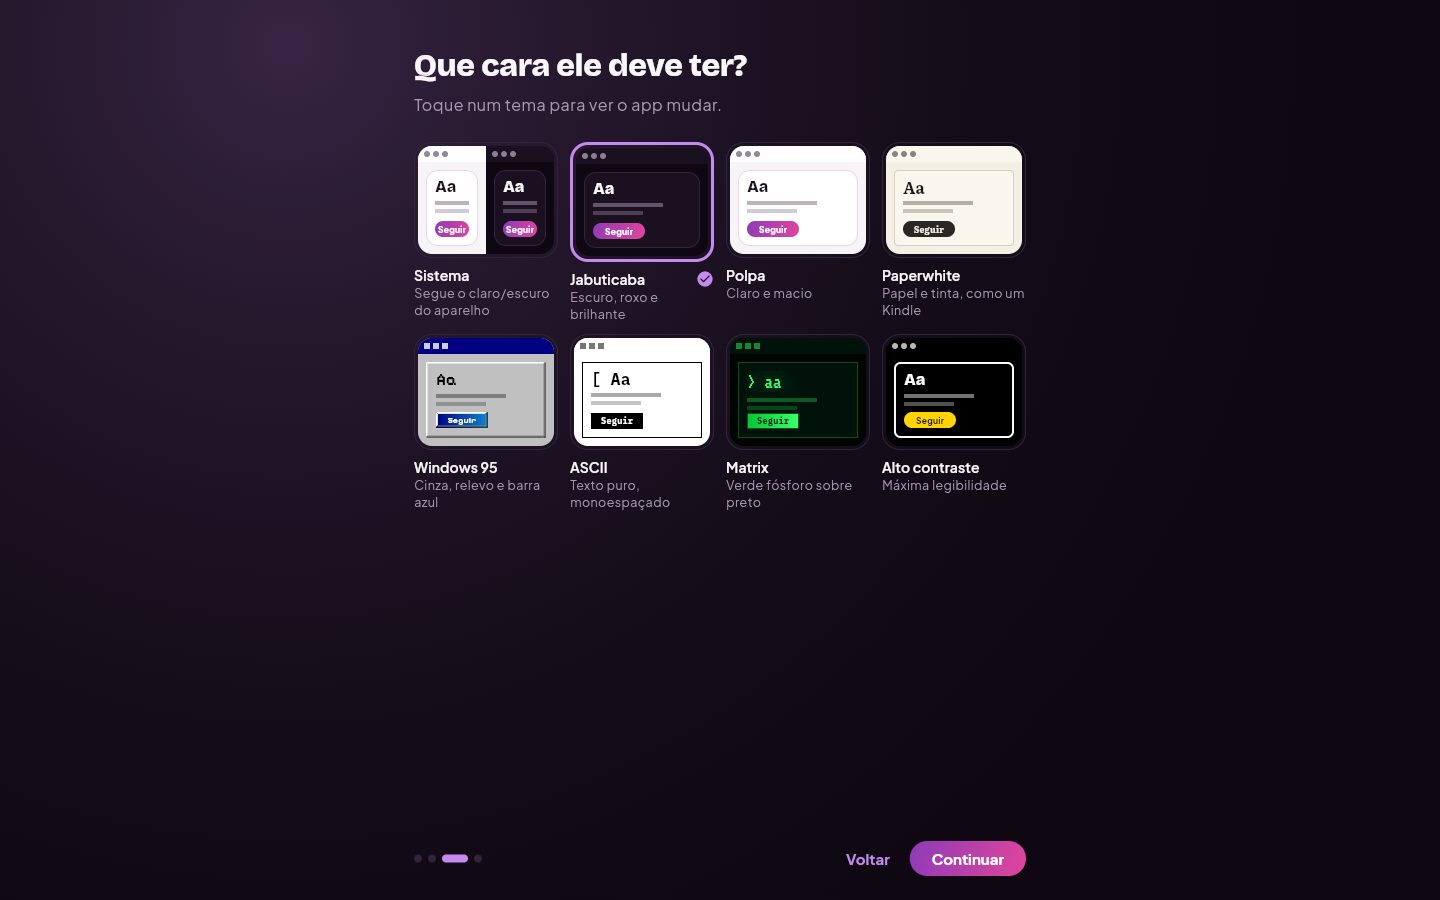 Que cara ele deve ter?
Toque num tema para ver o app mudar.
Aa
Seguir
Aa
Seguir
Aa
Seguir
Aa
Seguir
Aa
Seguir
Sistema
Segue o claro/escuro
do aparelho
Jabuticaba
Escuro, roxo e
brilhante
Polpa
Claro e macio
Paperwhite
Papel e tinta, como um
Kindle
Aa
Seguir
[ Aa
Seguir
> aa
Seguir
Aa
Seguir
Windows 95
Cinza, relevo e barra
azul
ASCII
Texto puro,
monoespaçado
Matrix
Verde fósforo sobre
preto
Alto contraste
Máxima legibilidade
Voltar
Continuar